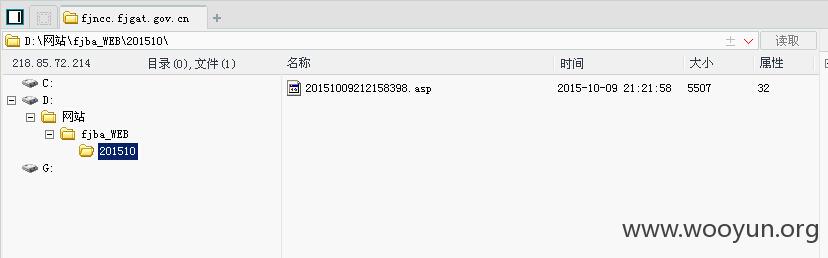 fjncc.fjgat.gov.cn
D:\网站\fjba_WEB\201510\ 读取
218.85.72.214 目录(0),文件(1) 名称 时间 大小 属性
C:
20151009212158398.asp 2015-10-09 21:21:58 5507 32
D:
网站
fjba_WEB
201510
G:
www.wooyun.org